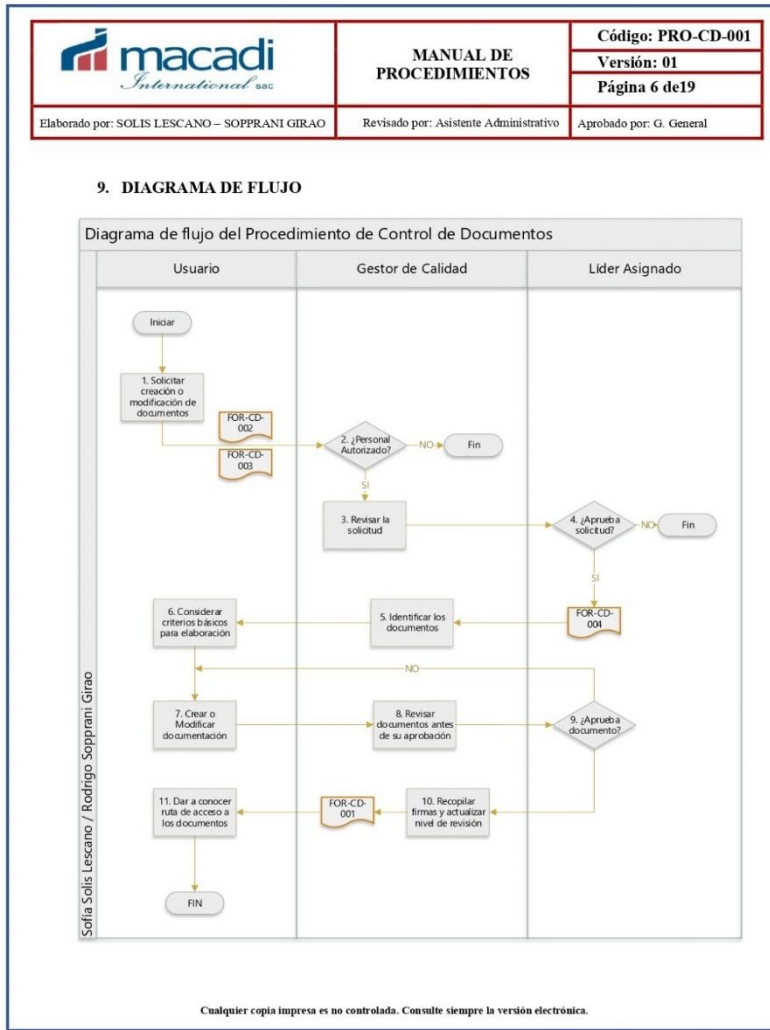 macadi
International sac
MANUAL DE
PROCEDIMIENTOS
Código: PRO-CD-001
Versión: 01
Página 6 de19
Elaborado por: SOLIS LESCANO – SOPPRANI GIRAO
Revisado por: Asistente Administrativo
Aprobado por: G. General
9. DIAGRAMA DE FLUJO
Diagrama de flujo del Procedimiento de Control de Documentos
Usuario
Gestor de Calidad
Líder Asignado
Sofia Solis Lescano / Rodrigo Sopprani Girao
Iniciar
1. Solicitar
creación o
modificación de
documentos
FOR-CD-
002
FOR-CD-
003
2. ¿Personal
Autorizado?
NO
Fin
SI
3. Revisar la
solicitud
4. ¿Aprueba
solicitud?
NO
Fin
SI
FOR-CD-
004
5. Identificar los
documentos
6. Considerar
criterios básicos
para elaboración
NO
7. Crear o
Modificar
documentación
8. Revisar
documentos antes
de su aprobación
9. ¿Aprueba
documento?
10. Recopilar
firmas y actualizar
nivel de revisión
FOR-CD-
001
11. Dar a conocer
ruta de acceso a
los documentos
FIN
Cualquier copia impresa es no controlada. Consulte siempre la versión electrónica.